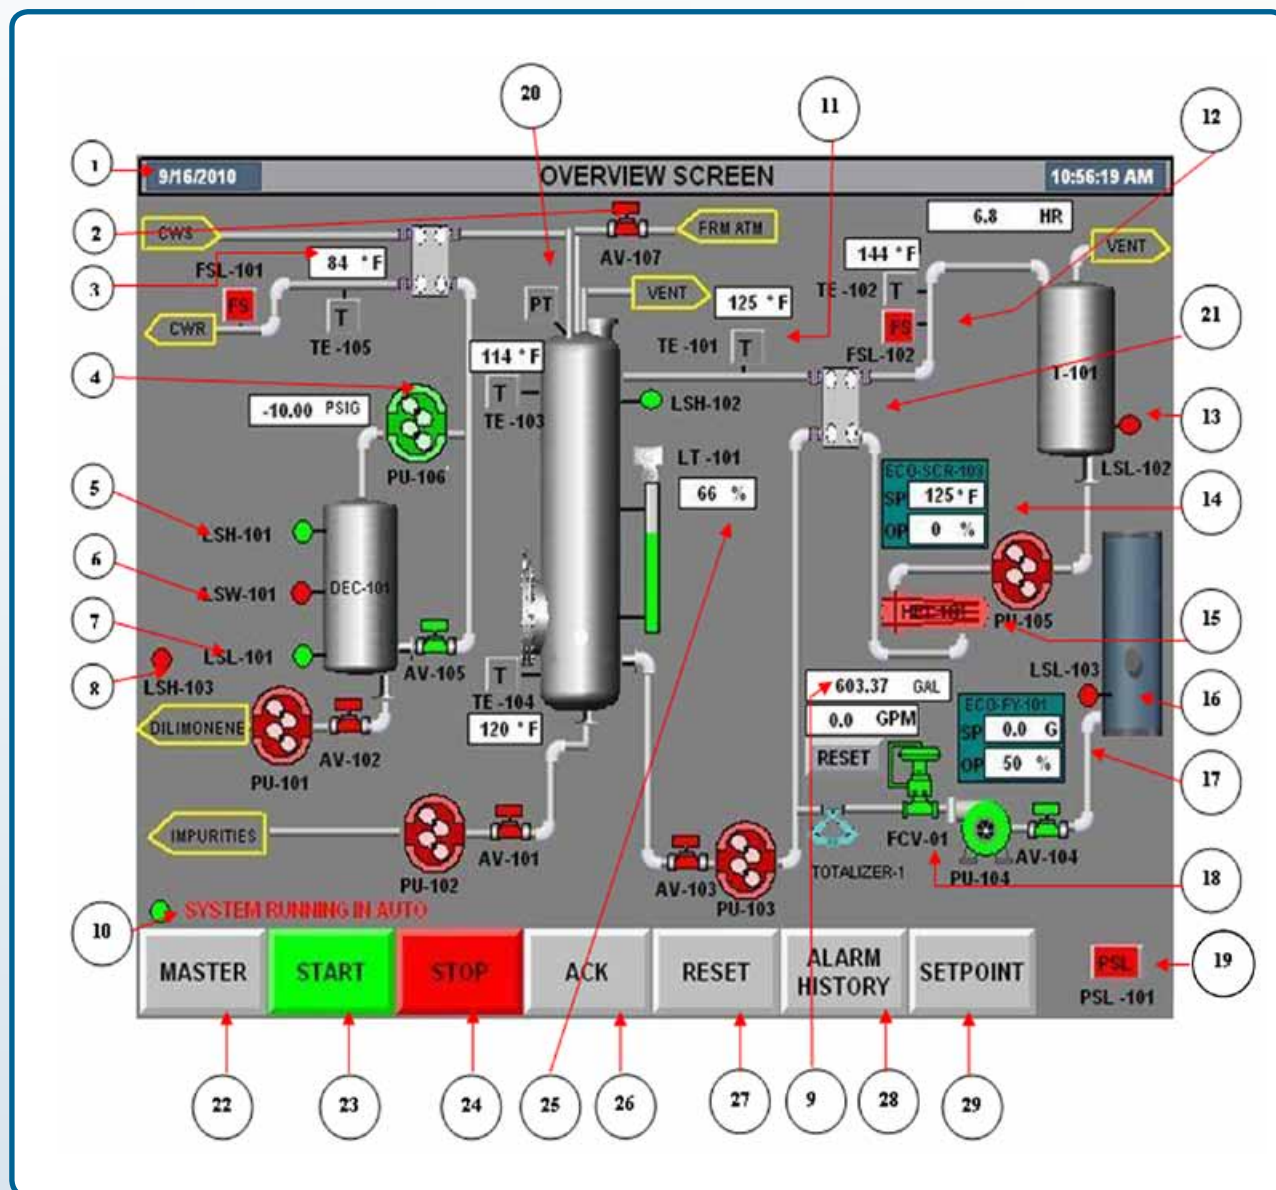 20
11
12
1
9/16/2010
OVERVIEW SCREEN
10:56:19 AM
2
CWS
AV-107
FRM ATM
6.8 HR
VENT
3
FSL-101
84 °F
FS
CWR
T
TE -105
PT
VENT
125 °F
144 °F
TE -102
T
FS
FSL-102
T-101
21
TE -101
T
4
114 °F
T
TE -103
-10.00 PSIG
PU-106
LSH-102
LT -101
66 %
13
LSL-102
ECO-SCR-103
SP 125° F
OP 0 %
14
5
LSH-101
6
LSW-101
DEC-101
7
LSL-101
8
LSH-103
AV-105
PU-105
15
T
TE -104
120 °F
LSL-103
16
603.37 GAL
0.0 GPM
RESET
ECO-FY-101
SP 0.0 G
OP 50 %
17
DILIMONENE
PU-101
AV-102
IMPURITIES
PU-102
AV-101
AV-103
PU-103
TOTALIZER-1
FCV-01
PU-104
AV-104
18
10
SYSTEM RUNNING IN AUTO
MASTER
START
STOP
ACK
RESET
ALARM
HISTORY
SETPOINT
PSL
PSL -101
19
22
23
24
25
26
27
9
28
29